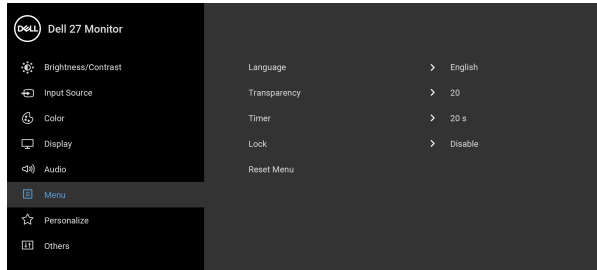 DELL Dell 27 Monitor
Brightness/Contrast
Input Source
Color
Display
Audio
Menu
Personalize
Others
Language > English
Transparency > 20
Timer > 20 s
Lock > Disable
Reset Menu